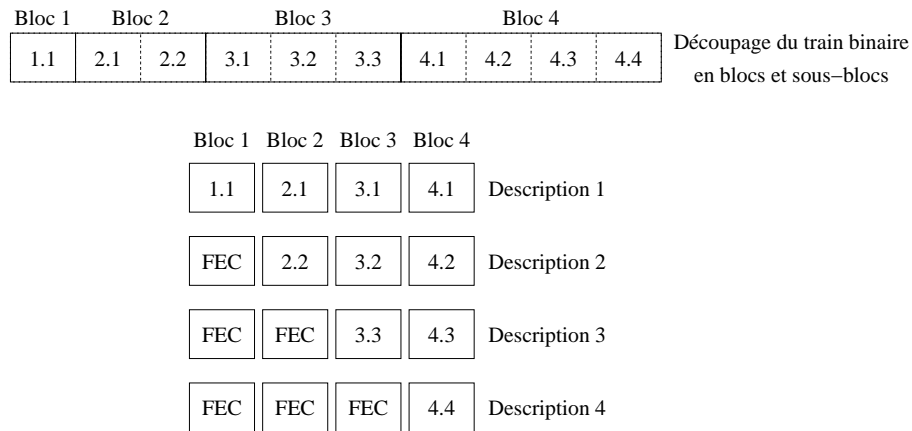 Bloc 1 Bloc 2 Bloc 3 Bloc 4
1.1 2.1 2.2 3.1 3.2 3.3 4.1 4.2 4.3 4.4
Découpage du train binaire
en blocs et sous−blocs
Bloc 1 Bloc 2 Bloc 3 Bloc 4
1.1 2.1 3.1 4.1 Description 1
FEC 2.2 3.2 4.2 Description 2
FEC FEC 3.3 4.3 Description 3
FEC FEC FEC 4.4 Description 4